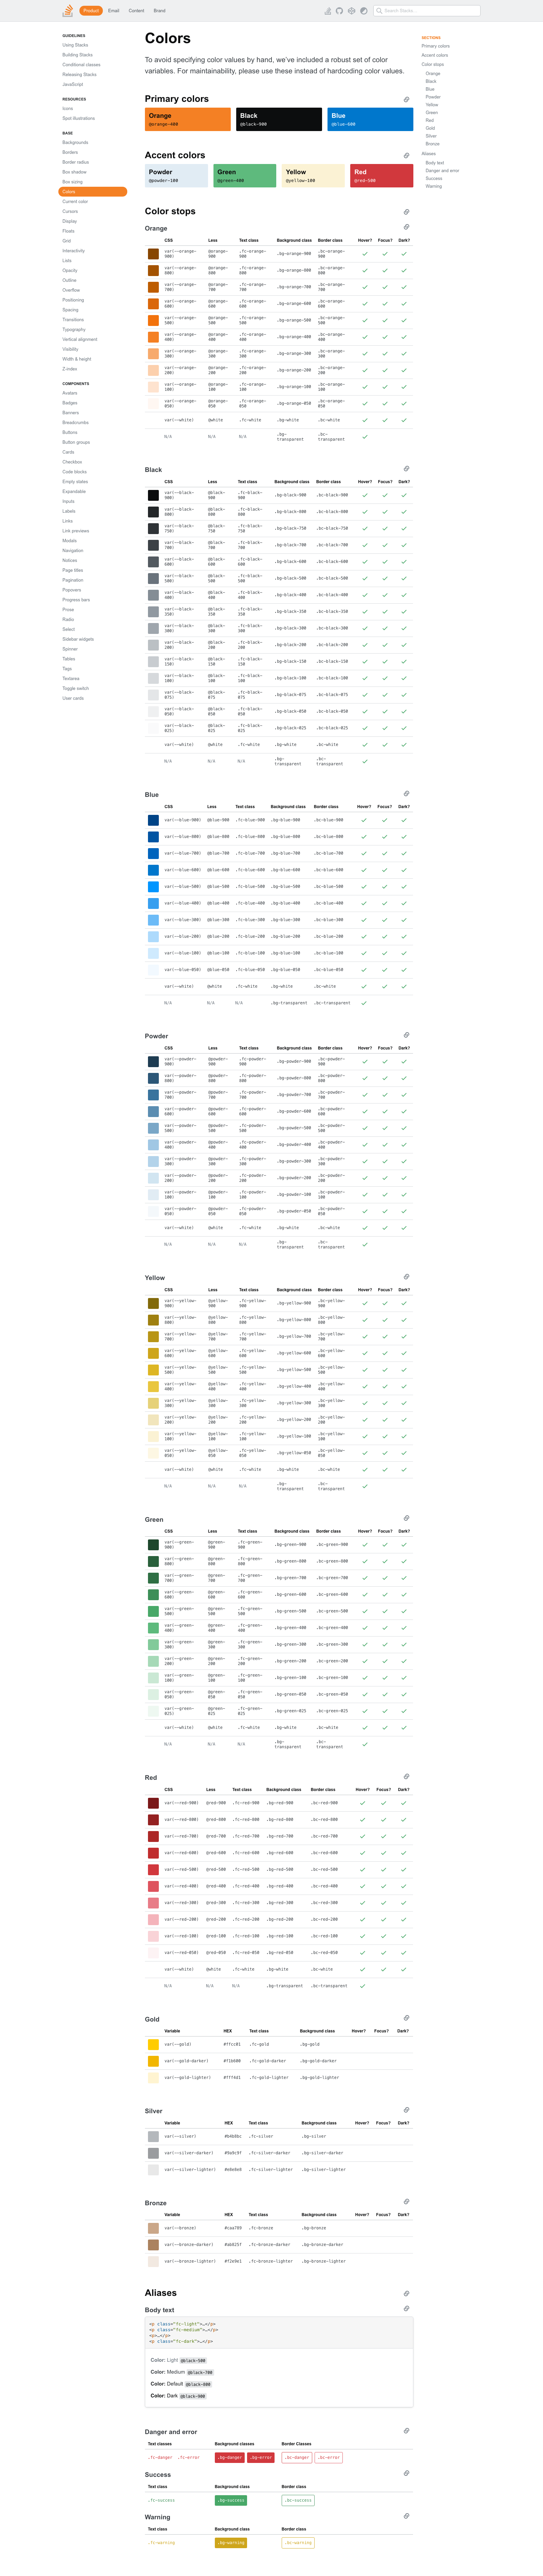 Product Email Content Brand Search Stacks…
GUIDELINES
Using Stacks
Building Stacks
Conditional classes
Releasing Stacks
JavaScript
RESOURCES
Icons
Spot illustrations
BASE
Backgrounds
Borders
Border radius
Box shadow
Box sizing
Colors
Current color
Cursors
Display
Floats
Grid
Interactivity
Lists
Opacity
Outline
Overflow
Positioning
Spacing
Transitions
Typography
Vertical alignment
Visibility
Width & height
Z-index
COMPONENTS
Avatars
Badges
Banners
Breadcrumbs
Buttons
Button groups
Cards
Checkbox
Code blocks
Empty states
Expandable
Inputs
Labels
Links
Link previews
Modals
Navigation
Notices
Page titles
Pagination
Popovers
Progress bars
Prose
Radio
Select
Sidebar widgets
Spinner
Tables
Tags
Textarea
Toggle switch
User cards
Colors
To avoid specifying color values by hand, we've included a robust set of color
variables. For maintainability, please use these instead of hardcoding color values.
Primary colors
Orange Black Blue
@orange-400 @black-900 @blue-600
Accent colors
Powder Green Yellow Red
@powder-100 @green-400 @yellow-100 @red-500
Color stops
Orange
CSS Less Text class Background class Border class Hover? Focus? Dark?
var(--orange-900) @orange-900 .fc-orange-900 .bg-orange-900 .bc-orange-900
var(--orange-800) @orange-800 .fc-orange-800 .bg-orange-800 .bc-orange-800
var(--orange-700) @orange-700 .fc-orange-700 .bg-orange-700 .bc-orange-700
var(--orange-600) @orange-600 .fc-orange-600 .bg-orange-600 .bc-orange-600
var(--orange-500) @orange-500 .fc-orange-500 .bg-orange-500 .bc-orange-500
var(--orange-400) @orange-400 .fc-orange-400 .bg-orange-400 .bc-orange-400
var(--orange-300) @orange-300 .fc-orange-300 .bg-orange-300 .bc-orange-300
var(--orange-200) @orange-200 .fc-orange-200 .bg-orange-200 .bc-orange-200
var(--orange-100) @orange-100 .fc-orange-100 .bg-orange-100 .bc-orange-100
var(--orange-050) @orange-050 .fc-orange-050 .bg-orange-050 .bc-orange-050
var(--white) @white .fc-white .bg-white .bc-white
N/A N/A N/A .bg-transparent .bc-transparent
Black
CSS Less Text class Background class Border class Hover? Focus? Dark?
var(--black-900) @black-900 .fc-black-900 .bg-black-900 .bc-black-900
var(--black-800) @black-800 .fc-black-800 .bg-black-800 .bc-black-800
var(--black-750) @black-750 .fc-black-750 .bg-black-750 .bc-black-750
var(--black-700) @black-700 .fc-black-700 .bg-black-700 .bc-black-700
var(--black-600) @black-600 .fc-black-600 .bg-black-600 .bc-black-600
var(--black-500) @black-500 .fc-black-500 .bg-black-500 .bc-black-500
var(--black-400) @black-400 .fc-black-400 .bg-black-400 .bc-black-400
var(--black-350) @black-350 .fc-black-350 .bg-black-350 .bc-black-350
var(--black-300) @black-300 .fc-black-300 .bg-black-300 .bc-black-300
var(--black-200) @black-200 .fc-black-200 .bg-black-200 .bc-black-200
var(--black-150) @black-150 .fc-black-150 .bg-black-150 .bc-black-150
var(--black-100) @black-100 .fc-black-100 .bg-black-100 .bc-black-100
var(--black-075) @black-075 .fc-black-075 .bg-black-075 .bc-black-075
var(--black-050) @black-050 .fc-black-050 .bg-black-050 .bc-black-050
var(--black-025) @black-025 .fc-black-025 .bg-black-025 .bc-black-025
var(--white) @white .fc-white .bg-white .bc-white
N/A N/A N/A .bg-transparent .bc-transparent
Blue
CSS Less Text class Background class Border class Hover? Focus? Dark?
var(--blue-900) @blue-900 .fc-blue-900 .bg-blue-900 .bc-blue-900
var(--blue-800) @blue-800 .fc-blue-800 .bg-blue-800 .bc-blue-800
var(--blue-700) @blue-700 .fc-blue-700 .bg-blue-700 .bc-blue-700
var(--blue-600) @blue-600 .fc-blue-600 .bg-blue-600 .bc-blue-600
var(--blue-500) @blue-500 .fc-blue-500 .bg-blue-500 .bc-blue-500
var(--blue-400) @blue-400 .fc-blue-400 .bg-blue-400 .bc-blue-400
var(--blue-300) @blue-300 .fc-blue-300 .bg-blue-300 .bc-blue-300
var(--blue-200) @blue-200 .fc-blue-200 .bg-blue-200 .bc-blue-200
var(--blue-100) @blue-100 .fc-blue-100 .bg-blue-100 .bc-blue-100
var(--blue-050) @blue-050 .fc-blue-050 .bg-blue-050 .bc-blue-050
var(--white) @white .fc-white .bg-white .bc-white
N/A N/A N/A .bg-transparent .bc-transparent
Powder
CSS Less Text class Background class Border class Hover? Focus? Dark?
var(--powder-900) @powder-900 .fc-powder-900 .bg-powder-900 .bc-powder-900
var(--powder-800) @powder-800 .fc-powder-800 .bg-powder-800 .bc-powder-800
var(--powder-700) @powder-700 .fc-powder-700 .bg-powder-700 .bc-powder-700
var(--powder-600) @powder-600 .fc-powder-600 .bg-powder-600 .bc-powder-600
var(--powder-500) @powder-500 .fc-powder-500 .bg-powder-500 .bc-powder-500
var(--powder-400) @powder-400 .fc-powder-400 .bg-powder-400 .bc-powder-400
var(--powder-300) @powder-300 .fc-powder-300 .bg-powder-300 .bc-powder-300
var(--powder-200) @powder-200 .fc-powder-200 .bg-powder-200 .bc-powder-200
var(--powder-100) @powder-100 .fc-powder-100 .bg-powder-100 .bc-powder-100
var(--powder-050) @powder-050 .fc-powder-050 .bg-powder-050 .bc-powder-050
var(--white) @white .fc-white .bg-white .bc-white
N/A N/A N/A .bg-transparent .bc-transparent
Yellow
CSS Less Text class Background class Border class Hover? Focus? Dark?
var(--yellow-900) @yellow-900 .fc-yellow-900 .bg-yellow-900 .bc-yellow-900
var(--yellow-800) @yellow-800 .fc-yellow-800 .bg-yellow-800 .bc-yellow-800
var(--yellow-700) @yellow-700 .fc-yellow-700 .bg-yellow-700 .bc-yellow-700
var(--yellow-600) @yellow-600 .fc-yellow-600 .bg-yellow-600 .bc-yellow-600
var(--yellow-500) @yellow-500 .fc-yellow-500 .bg-yellow-500 .bc-yellow-500
var(--yellow-400) @yellow-400 .fc-yellow-400 .bg-yellow-400 .bc-yellow-400
var(--yellow-300) @yellow-300 .fc-yellow-300 .bg-yellow-300 .bc-yellow-300
var(--yellow-200) @yellow-200 .fc-yellow-200 .bg-yellow-200 .bc-yellow-200
var(--yellow-100) @yellow-100 .fc-yellow-100 .bg-yellow-100 .bc-yellow-100
var(--yellow-050) @yellow-050 .fc-yellow-050 .bg-yellow-050 .bc-yellow-050
var(--white) @white .fc-white .bg-white .bc-white
N/A N/A N/A .bg-transparent .bc-transparent
Green
CSS Less Text class Background class Border class Hover? Focus? Dark?
var(--green-900) @green-900 .fc-green-900 .bg-green-900 .bc-green-900
var(--green-800) @green-800 .fc-green-800 .bg-green-800 .bc-green-800
var(--green-700) @green-700 .fc-green-700 .bg-green-700 .bc-green-700
var(--green-600) @green-600 .fc-green-600 .bg-green-600 .bc-green-600
var(--green-500) @green-500 .fc-green-500 .bg-green-500 .bc-green-500
var(--green-400) @green-400 .fc-green-400 .bg-green-400 .bc-green-400
var(--green-300) @green-300 .fc-green-300 .bg-green-300 .bc-green-300
var(--green-200) @green-200 .fc-green-200 .bg-green-200 .bc-green-200
var(--green-100) @green-100 .fc-green-100 .bg-green-100 .bc-green-100
var(--green-050) @green-050 .fc-green-050 .bg-green-050 .bc-green-050
var(--green-025) @green-025 .fc-green-025 .bg-green-025 .bc-green-025
var(--white) @white .fc-white .bg-white .bc-white
N/A N/A N/A .bg-transparent .bc-transparent
Red
CSS Less Text class Background class Border class Hover? Focus? Dark?
var(--red-900) @red-900 .fc-red-900 .bg-red-900 .bc-red-900
var(--red-800) @red-800 .fc-red-800 .bg-red-800 .bc-red-800
var(--red-700) @red-700 .fc-red-700 .bg-red-700 .bc-red-700
var(--red-600) @red-600 .fc-red-600 .bg-red-600 .bc-red-600
var(--red-500) @red-500 .fc-red-500 .bg-red-500 .bc-red-500
var(--red-400) @red-400 .fc-red-400 .bg-red-400 .bc-red-400
var(--red-300) @red-300 .fc-red-300 .bg-red-300 .bc-red-300
var(--red-200) @red-200 .fc-red-200 .bg-red-200 .bc-red-200
var(--red-100) @red-100 .fc-red-100 .bg-red-100 .bc-red-100
var(--red-050) @red-050 .fc-red-050 .bg-red-050 .bc-red-050
var(--white) @white .fc-white .bg-white .bc-white
N/A N/A N/A .bg-transparent .bc-transparent
Gold
Variable HEX Text class Background class Hover? Focus? Dark?
var(--gold) #ffcc01 .fc-gold .bg-gold
var(--gold-darker) #f1b600 .fc-gold-darker .bg-gold-darker
var(--gold-lighter) #fff4d1 .fc-gold-lighter .bg-gold-lighter
Silver
Variable HEX Text class Background class Hover? Focus? Dark?
var(--silver) #b4b8bc .fc-silver .bg-silver
var(--silver-darker) #9a9c9f .fc-silver-darker .bg-silver-darker
var(--silver-lighter) #e8e8e8 .fc-silver-lighter .bg-silver-lighter
Bronze
Variable HEX Text class Background class Hover? Focus? Dark?
var(--bronze) #caa789 .fc-bronze .bg-bronze
var(--bronze-darker) #ab825f .fc-bronze-darker .bg-bronze-darker
var(--bronze-lighter) #f2e9e1 .fc-bronze-lighter .bg-bronze-lighter
Aliases
Body text
<p class="fc-light">…</p>
<p class="fc-medium">…</p>
<p>…</p>
<p class="fc-dark">…</p>
Color: Light @black-500
Color: Medium @black-700
Color: Default @black-800
Color: Dark @black-900
Danger and error
Text classes Background classes Border Classes
.fc-danger .fc-error .bg-danger .bg-error .bc-danger .bc-error
Success
Text class Background class Border class
.fc-success .bg-success .bc-success
Warning
Text class Background class Border class
.fc-warning .bg-warning .bc-warning
SECTIONS
Primary colors
Accent colors
Color stops
Orange
Black
Blue
Powder
Yellow
Green
Red
Gold
Silver
Bronze
Aliases
Body text
Danger and error
Success
Warning